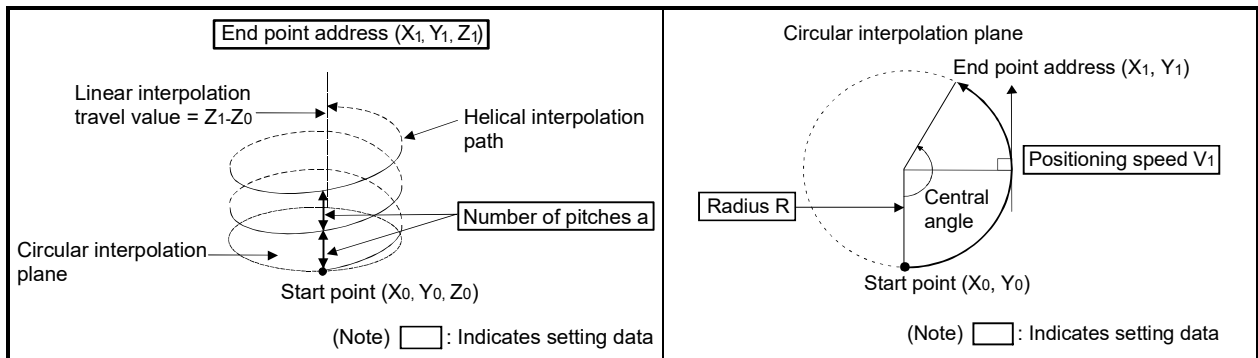 End point address (X1, Y1, Z1)
Linear interpolation
travel value = Z1-Z0
Helical interpolation
path
Number of pitches a
Circular interpolation
plane
Start point (X0, Y0, Z0)
(Note) : Indicates setting data
Circular interpolation plane
End point address (X1, Y1)
Positioning speed V1
Radius R
Central
angle
Start point (X0, Y0)
(Note) : Indicates setting data